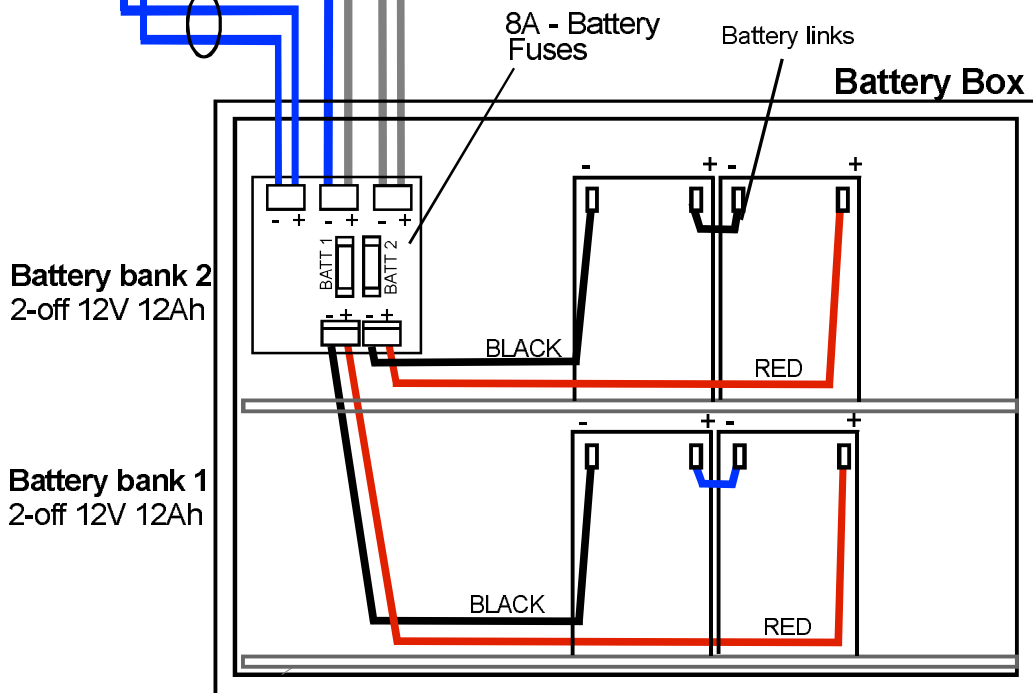 8A - Battery
Fuses
Battery links
Battery Box
- +
- +
- +
- + - +
BATT 1
BATT 2
Battery bank 2
2-off 12V 12Ah
- + - +
BLACK
RED
- + - +
Battery bank 1
2-off 12V 12Ah
BLACK
RED